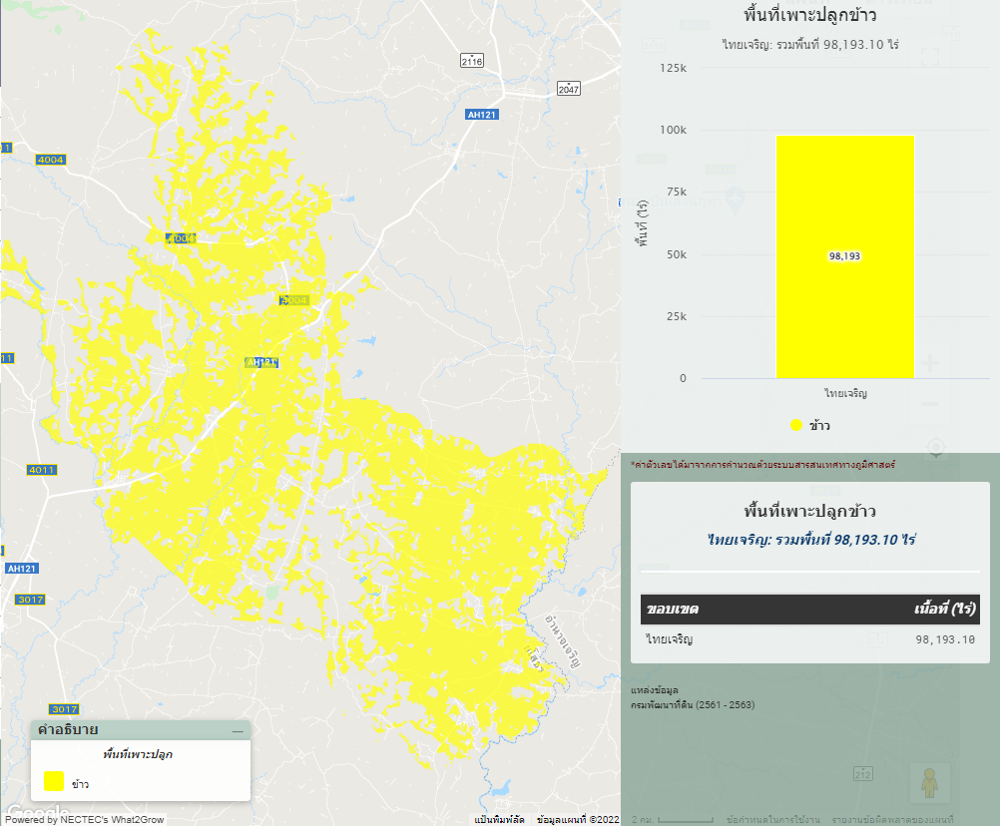 พื้นที่เพาะปลูกข้าว
ไทยเจริญ: รวมพื้นที่ 98,193.10 ไร่
125k
100k
75k
50k
25k
0
พื้นที่ (ไร่)
98,193
ไทยเจริญ
ข้าว
*ค่าตัวเลขได้มาจากการคำนวณด้วยระบบสารสนเทศทางภูมิศาสตร์
พื้นที่เพาะปลูกข้าว
ไทยเจริญ: รวมพื้นที่ 98,193.10 ไร่
ขอบเขต เนื้อที่ (ไร่)
ไทยเจริญ 98,193.10
แหล่งข้อมูล
กรมพัฒนาที่ดิน (2561 - 2563)
212
2 กม. ข้อกำหนดในการใช้งาน รายงานข้อผิดพลาดของแผนที่
2116
2047
AH121
4004
4004
4004
AH121
11
4011
AH121
3017
3017
อำนาจเจริญ
ยโสธร
คำอธิบาย
พื้นที่เพาะปลูก
ข้าว
Google
Powered by NECTEC's What2Grow
แป้นพิมพ์ลัด ข้อมูลแผนที่ ©2022